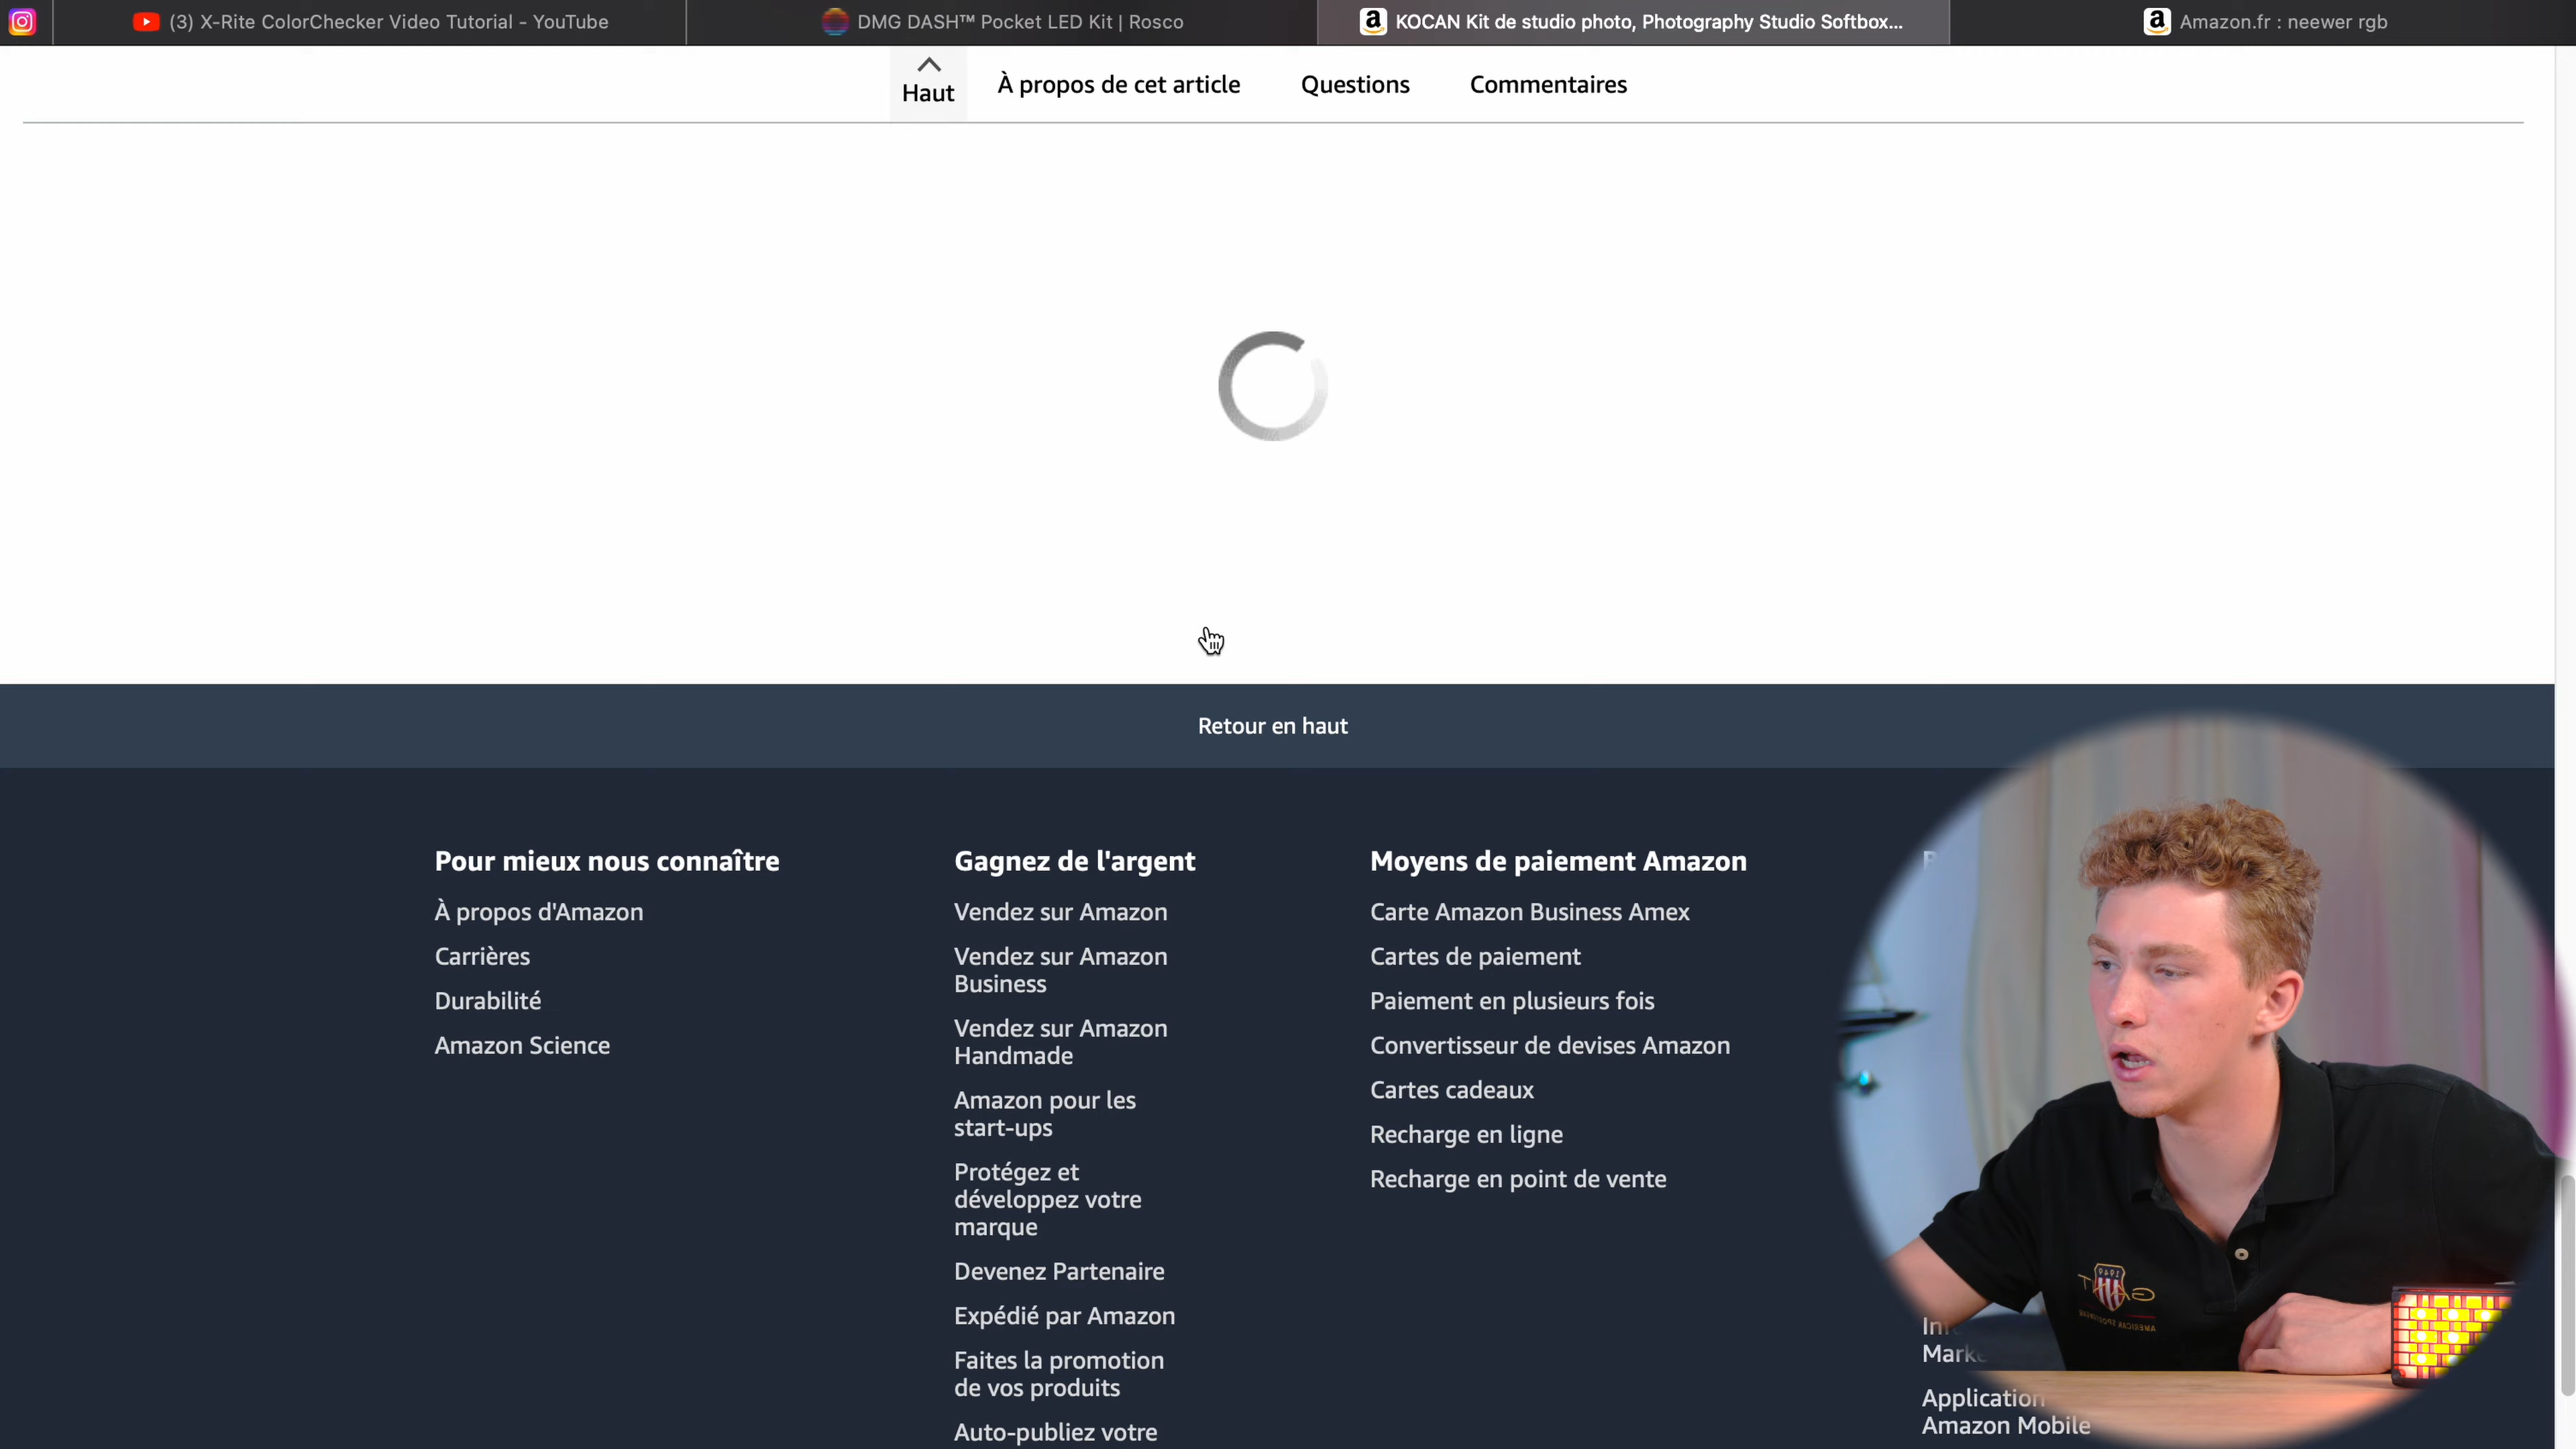 (3) X-Rite ColorChecker Video Tutorial - YouTube
DMG DASH™ Pocket LED Kit | Rosco
KOCAN Kit de studio photo, Photography Studio Softbox...
Amazon.fr : neewer rgb
Haut
À propos de cet article
Questions
Commentaires
Retour en haut
Pour mieux nous connaître
À propos d'Amazon
Carrières
Durabilité
Amazon Science
Gagnez de l'argent
Vendez sur Amazon
Vendez sur Amazon
Business
Vendez sur Amazon
Handmade
Amazon pour les
start-ups
Protégez et
développez votre
marque
Devenez Partenaire
Expédié par Amazon
Faites la promotion
de vos produits
Auto-publiez votre
Moyens de paiement Amazon
Carte Amazon Business Amex
Cartes de paiement
Paiement en plusieurs fois
Convertisseur de devises Amazon
Cartes cadeaux
Recharge en ligne
Recharge en point de vente
Application
Amazon Mobile
1949
GANT
AMERICAN SPORTSWEAR